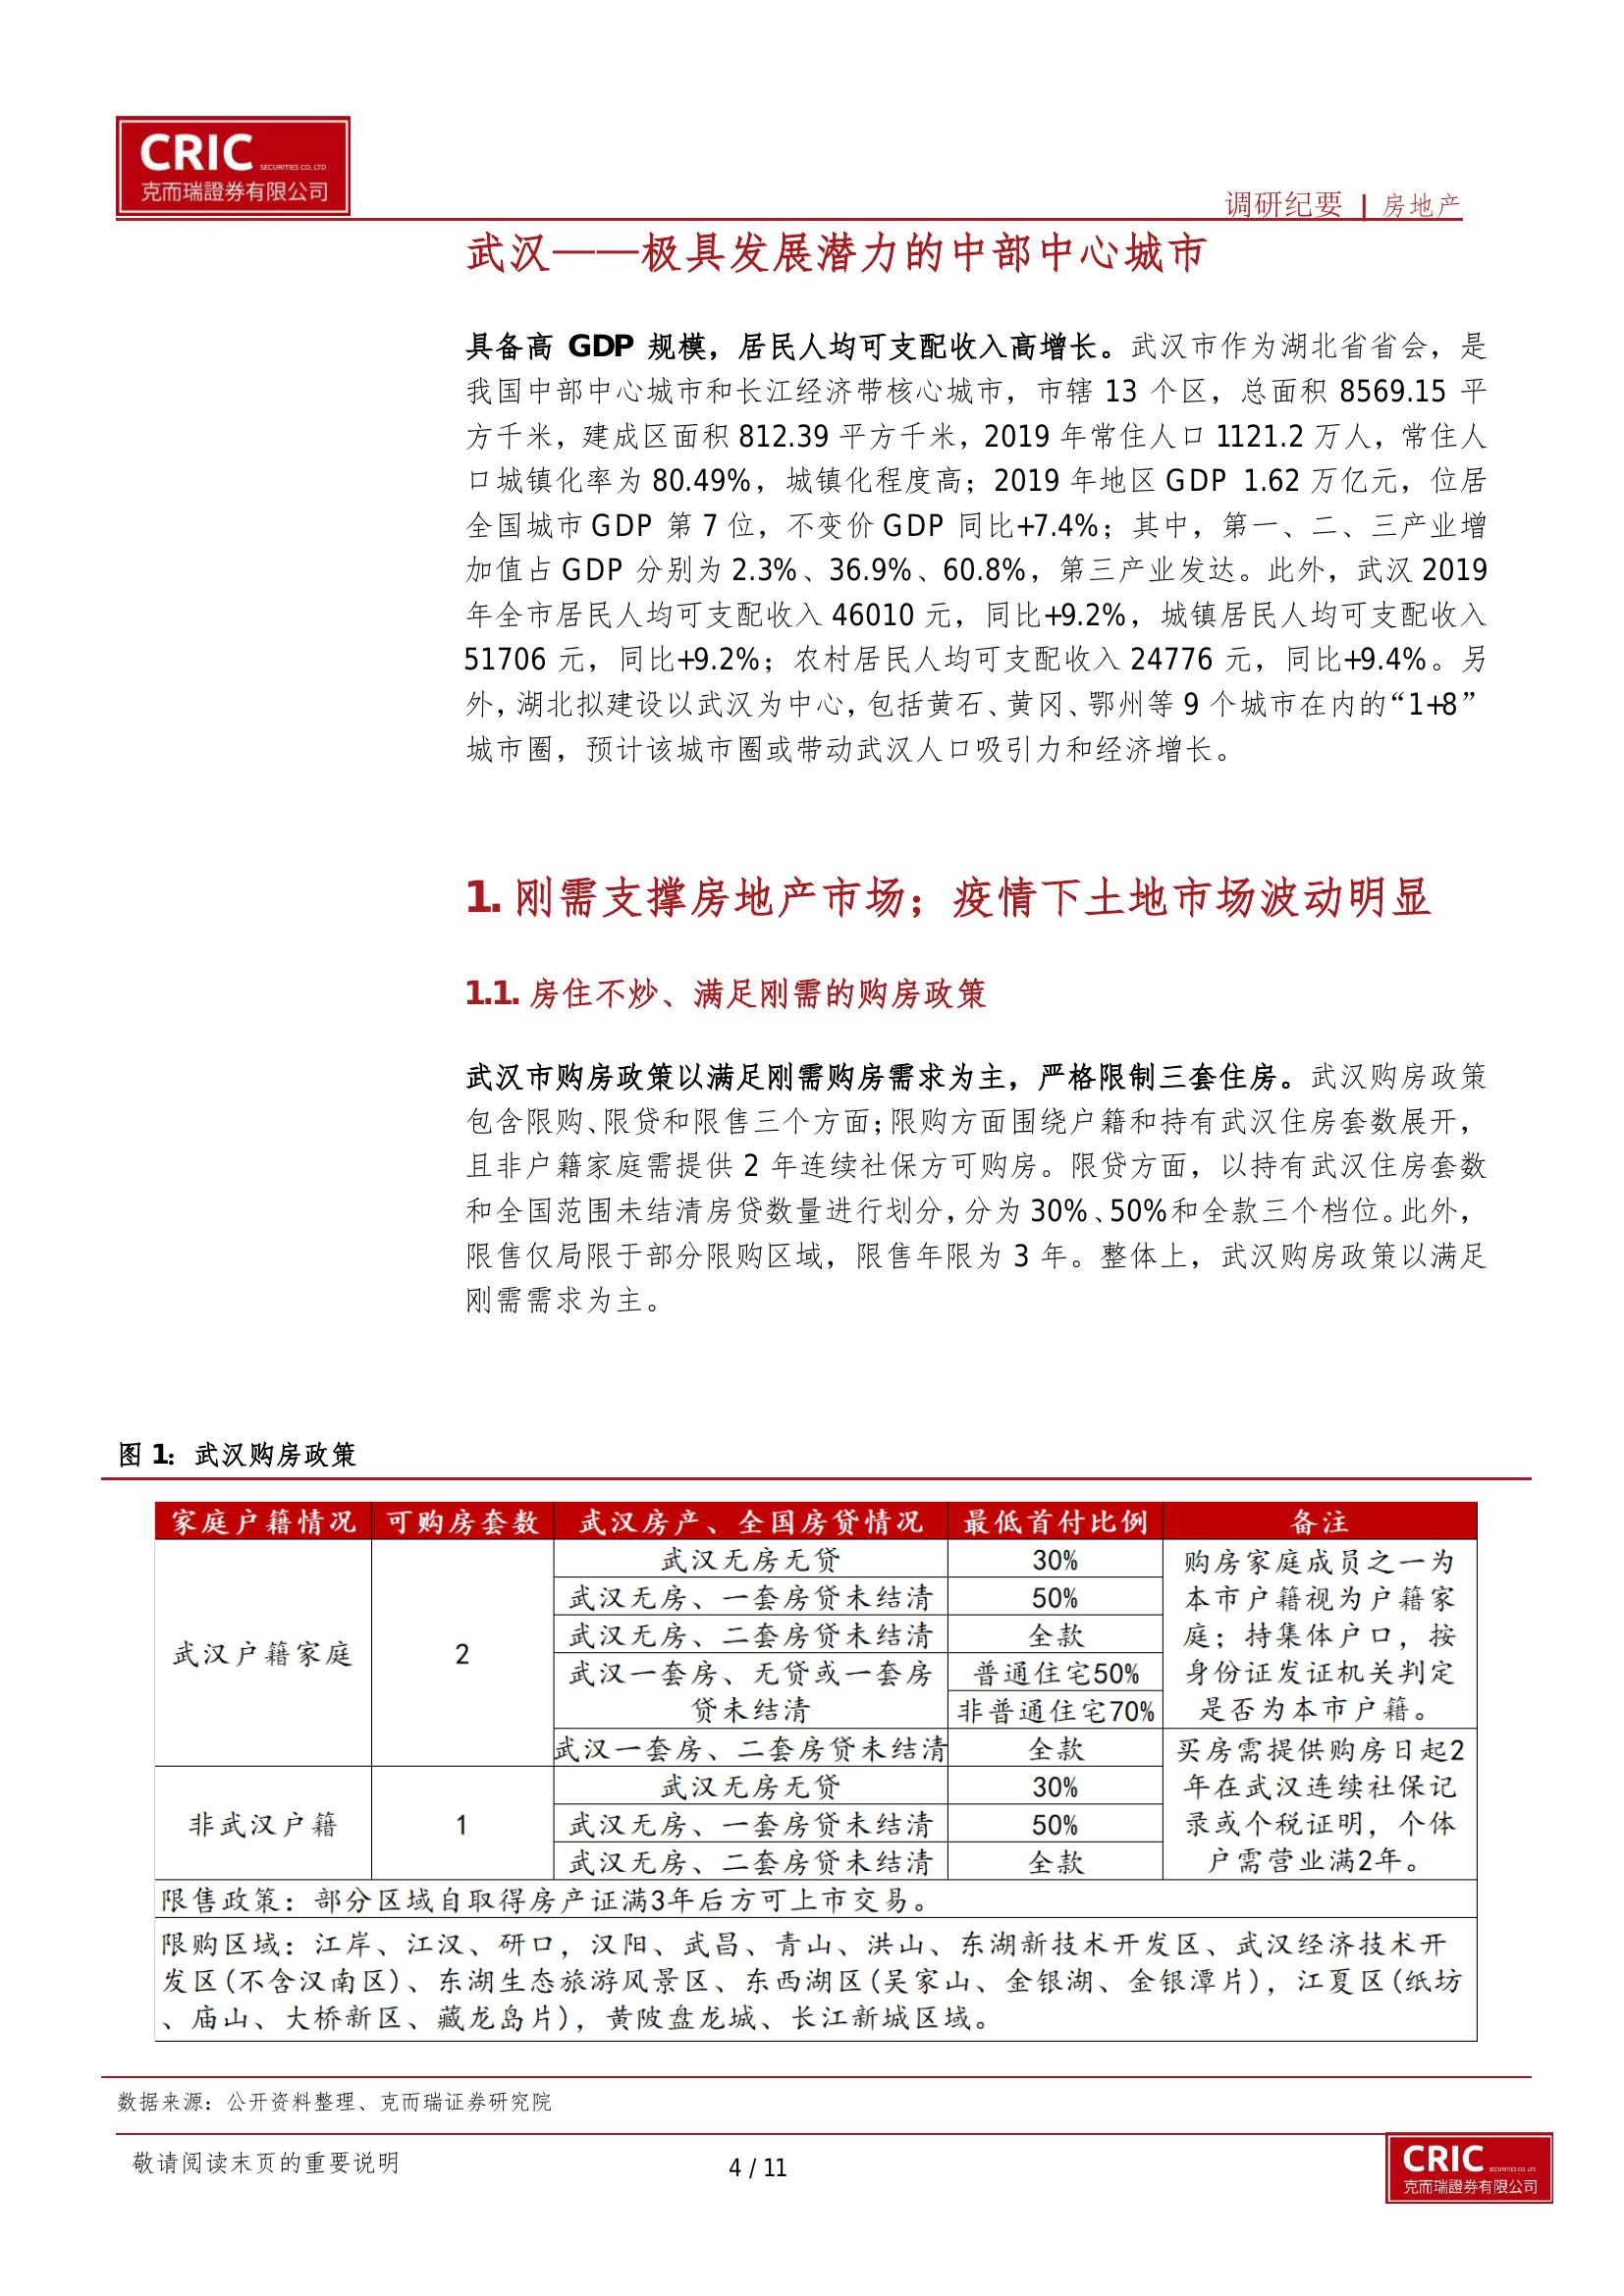 CRIC SECURITIES CO. LTD
克而瑞證券有限公司
调研纪要 | 房地产
武汉——极具发展潜力的中部中心城市
具备高 GDP 规模，居民人均可支配收入高增长。武汉市作为湖北省省会，是
我国中部中心城市和长江经济带核心城市，市辖 13 个区，总面积 8569.15 平
方千米，建成区面积 812.39 平方千米，2019 年常住人口 1121.2 万人，常住人
口城镇化率为 80.49%，城镇化程度高；2019 年地区 GDP 1.62 万亿元，位居
全国城市 GDP 第 7 位，不变价 GDP 同比+7.4%；其中，第一、二、三产业增
加值占 GDP 分别为 2.3%、36.9%、60.8%，第三产业发达。此外，武汉 2019
年全市居民人均可支配收入 46010 元，同比+9.2%，城镇居民人均可支配收入
51706 元，同比+9.2%；农村居民人均可支配收入 24776 元，同比+9.4%。另
外，湖北拟建设以武汉为中心，包括黄石、黄冈、鄂州等 9 个城市在内的“1+8”
城市圈，预计该城市圈或带动武汉人口吸引力和经济增长。
1. 刚需支撑房地产市场；疫情下土地市场波动明显
1.1. 房住不炒、满足刚需的购房政策
武汉市购房政策以满足刚需购房需求为主，严格限制三套住房。武汉购房政策
包含限购、限贷和限售三个方面；限购方面围绕户籍和持有武汉住房套数展开，
且非户籍家庭需提供 2 年连续社保方可购房。限贷方面，以持有武汉住房套数
和全国范围未结清房贷数量进行划分，分为 30%、50%和全款三个档位。此外，
限售仅局限于部分限购区域，限售年限为 3 年。整体上，武汉购房政策以满足
刚需需求为主。
图 1：武汉购房政策
家庭户籍情况 可购房套数 武汉房产、全国房贷情况 最低首付比例 备注
武汉户籍家庭 2
武汉无房无贷 30%
武汉无房、一套房贷未结清 50%
武汉无房、二套房贷未结清 全款
武汉一套房、无贷或一套房
贷未结清
普通住宅50%
非普通住宅70%
武汉一套房、二套房贷未结清 全款
购房家庭成员之一为
本市户籍视为户籍家
庭；持集体户口，按
身份证发证机关判定
是否为本市户籍。
非武汉户籍 1
武汉无房无贷 30%
武汉无房、一套房贷未结清 50%
武汉无房、二套房贷未结清 全款
买房需提供购房日起2
年在武汉连续社保记
录或个税证明，个体
户需营业满2年。
限售政策：部分区域自取得房产证满3年后方可上市交易。
限购区域：江岸、江汉、研口，汉阳、武昌、青山、洪山、东湖新技术开发区、武汉经济技术开
发区(不含汉南区)、东湖生态旅游风景区、东西湖区(吴家山、金银湖、金银潭片)，江夏区(纸坊
、庙山、大桥新区、藏龙岛片)，黄陂盘龙城、长江新城区域。
数据来源：公开资料整理、克而瑞证券研究院
敬请阅读末页的重要说明
4 / 11
CRIC SECURITIES CO. LTD
克而瑞證券有限公司